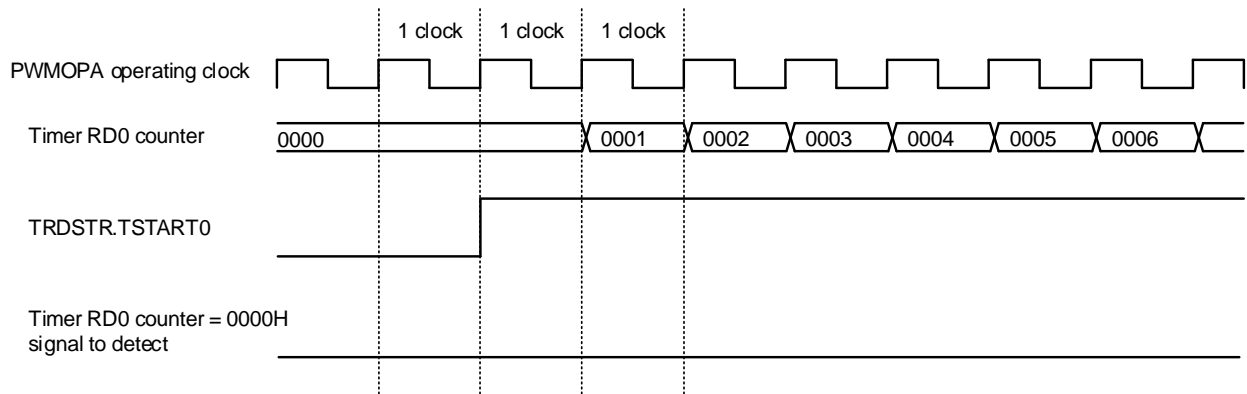 1 clock 1 clock 1 clock
PWMOPA operating clock
Timer RD0 counter 0000 0001 0002 0003 0004 0005 0006
TRDSTR.TSTART0
Timer RD0 counter = 0000H
signal to detect